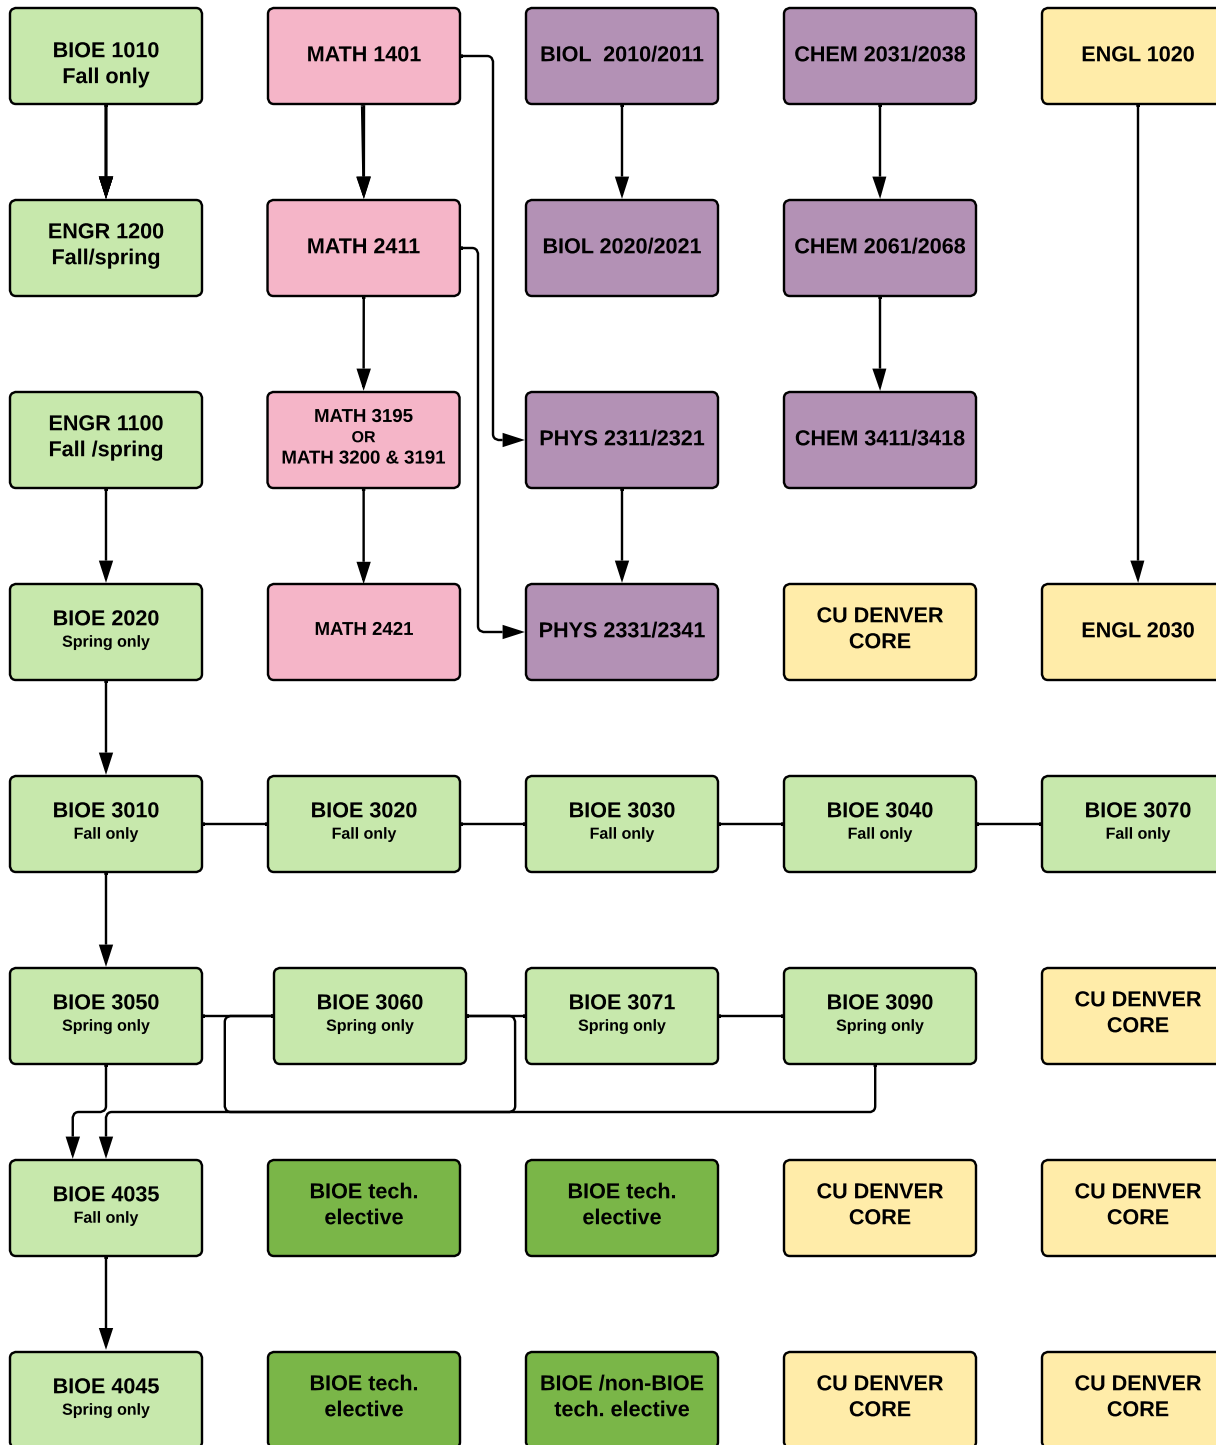 BIOE 1010
Fall only
MATH 1401
BIOL  2010/2011
CHEM 2031/2038
ENGL 1020
ENGR 1200
Fall/spring
MATH 2411
BIOL 2020/2021
CHEM 2061/2068
ENGR 1100
Fall /spring
MATH 3195
OR
MATH 3200 & 3191
PHYS 2311/2321
CHEM 3411/3418
BIOE 2020
Spring only
MATH 2421
PHYS 2331/2341
CU DENVER
CORE
ENGL 2030
BIOE 3010
Fall only
BIOE 3020
Fall only
BIOE 3030
Fall only
BIOE 3040
Fall only
BIOE 3070
Fall only
BIOE 3050
Spring only
BIOE 3060
Spring only
BIOE 3071
Spring only
BIOE 3090
Spring only
CU DENVER
CORE
BIOE 4035
Fall only
BIOE tech.
elective
BIOE tech.
elective
CU DENVER
CORE
CU DENVER
CORE
BIOE 4045
Spring only
BIOE tech.
elective
BIOE /non-BIOE
tech. elective
CU DENVER
CORE
CU DENVER
CORE